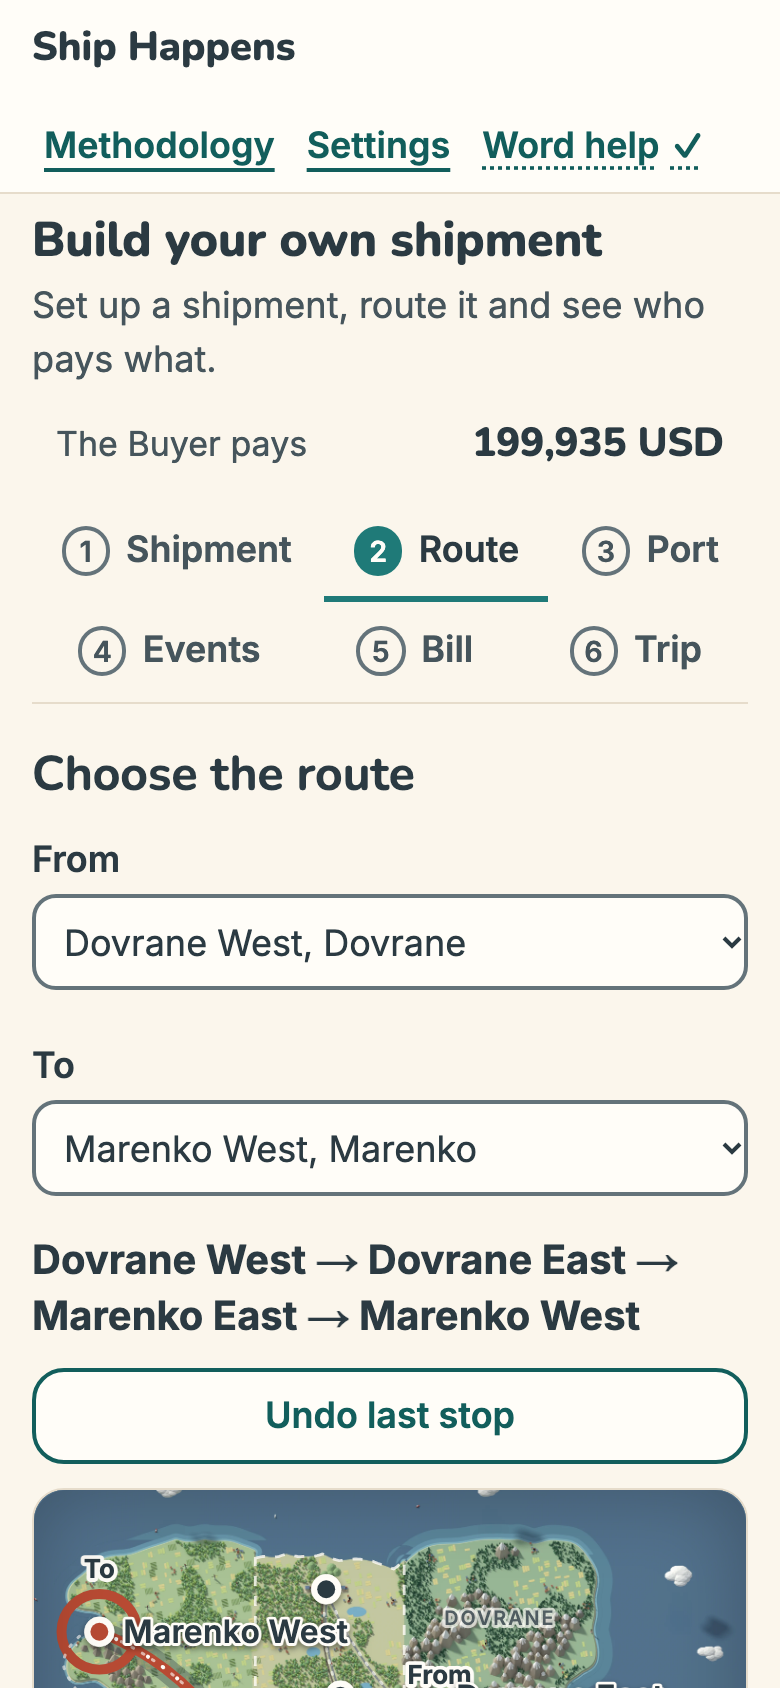 Ship Happens
Methodology Settings Word help ✓
Build your own shipment
Set up a shipment, route it and see who
pays what.
The Buyer pays 199,935 USD
1 Shipment 2 Route 3 Port
4 Events 5 Bill 6 Trip
Choose the route
From
Dovrane West, Dovrane
To
Marenko West, Marenko
Dovrane West → Dovrane East →
Marenko East → Marenko West
Undo last stop
To
Marenko West
DOVRANE
From